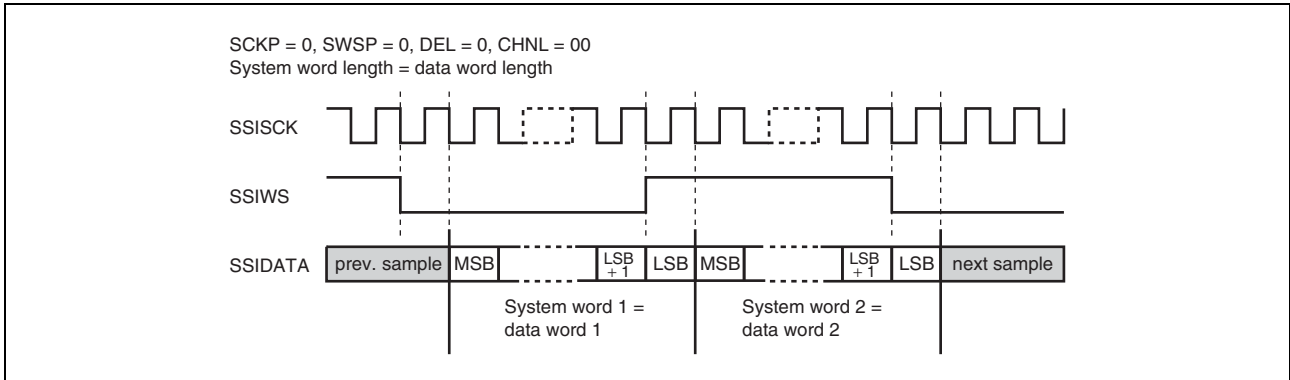 SCKP = 0, SWSP = 0, DEL = 0, CHNL = 00
System word length = data word length
SSISCK
SSIWS
SSIDATA
prev. sample
MSB
LSB
+ 1
LSB
MSB
LSB
+ 1
LSB
next sample
System word 1 =
data word 1
System word 2 =
data word 2